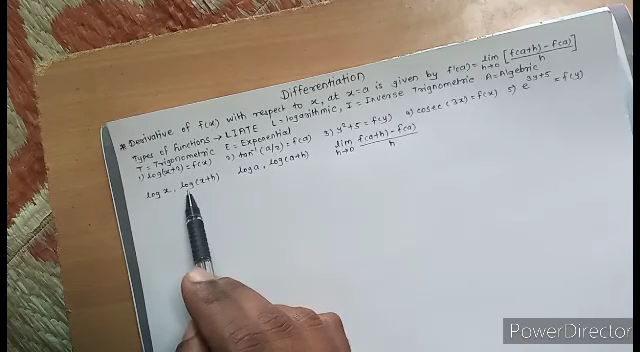 Differentiation
* Derivative of f(x) with respect to x, at x=a is given by f'(a) = lim h→0 [f(a+h) - f(a)] / h
Types of functions → LIATE L = logarithmic, I = Inverse Trigonometric A = Algebric
T = Trigonometric E = Exponential
1) log(x+2) = f(x) 2) tan⁻¹(a/2) = f(a) 3) y²+5 = f(y) 4) cosec(3x) = f(x) 5) e^3y+5 = f(y)
log x, log(x+h) log a, log(a+h) lim h→0 f(a+h) - f(a) / h
PowerDirector